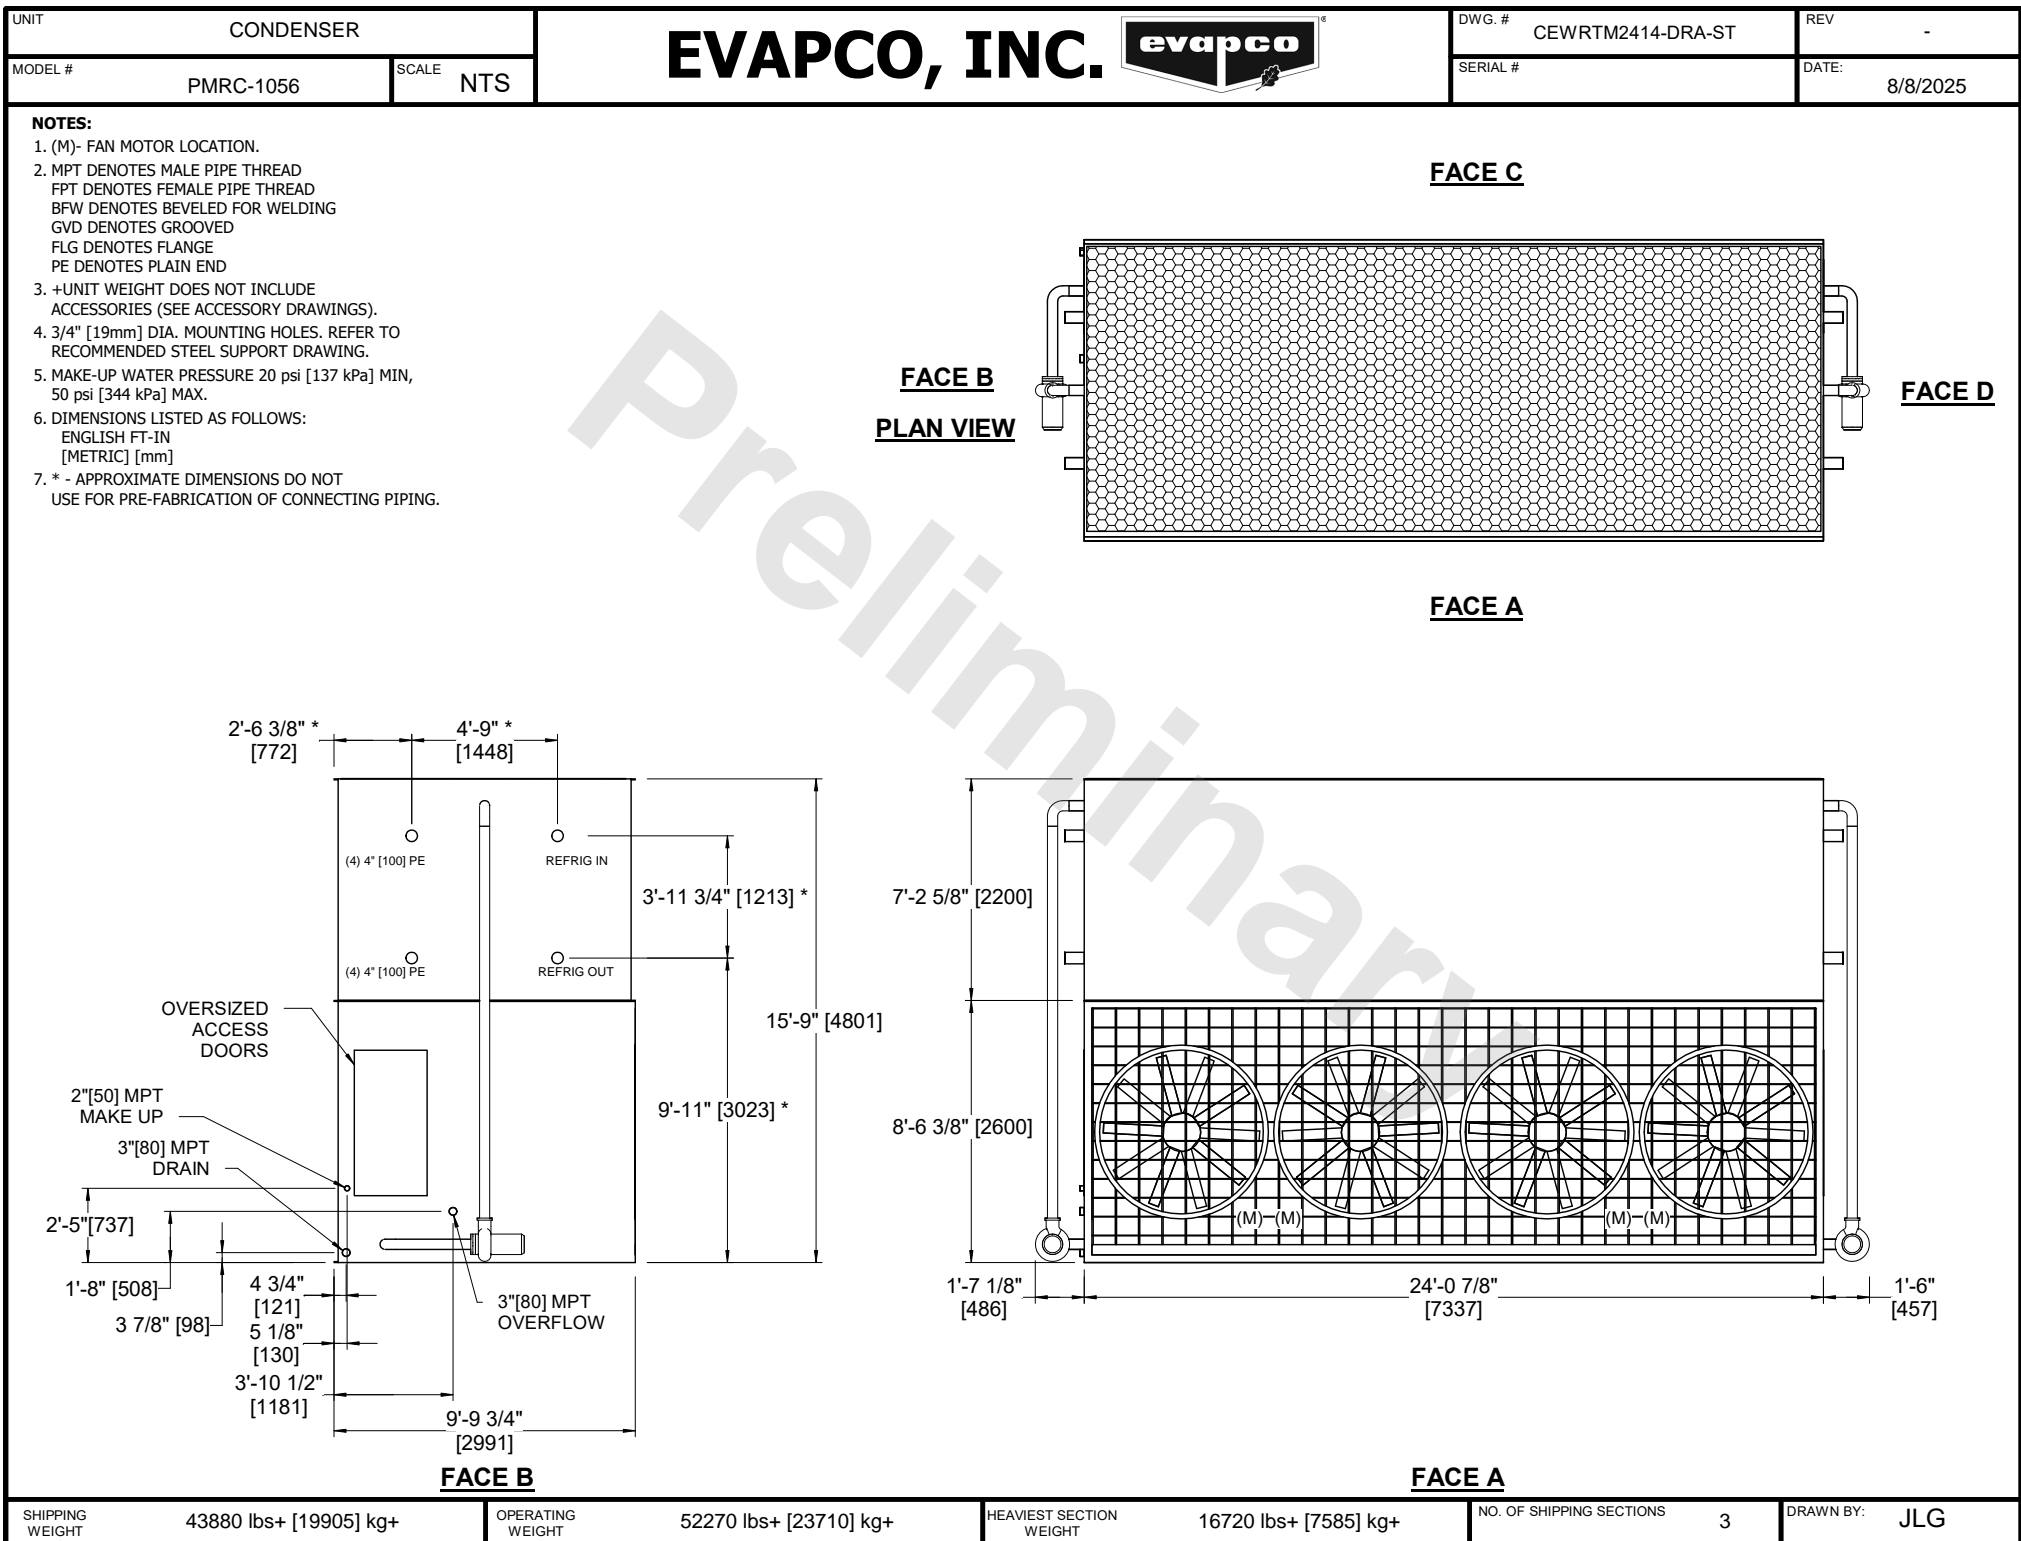 UNIT
CONDENSER
MODEL #
PMRC-1056
SCALE
NTS
EVAPCO, INC.
evapco
®
DWG. #
CEWRTM2414-DRA-ST
REV
-
SERIAL #
DATE:
8/8/2025
NOTES:
1. (M)- FAN MOTOR LOCATION.
2. MPT DENOTES MALE PIPE THREAD
FPT DENOTES FEMALE PIPE THREAD
BFW DENOTES BEVELED FOR WELDING
GVD DENOTES GROOVED
FLG DENOTES FLANGE
PE DENOTES PLAIN END
3. +UNIT WEIGHT DOES NOT INCLUDE
ACCESSORIES (SEE ACCESSORY DRAWINGS).
4. 3/4" [19mm] DIA. MOUNTING HOLES. REFER TO
RECOMMENDED STEEL SUPPORT DRAWING.
5. MAKE-UP WATER PRESSURE 20 psi [137 kPa] MIN,
50 psi [344 kPa] MAX.
6. DIMENSIONS LISTED AS FOLLOWS:
ENGLISH FT-IN
[METRIC] [mm]
7. * - APPROXIMATE DIMENSIONS DO NOT
USE FOR PRE-FABRICATION OF CONNECTING PIPING.
Preliminary
FACE C
FACE B
PLAN VIEW
FACE D
FACE A
2'-6 3/8" *
[772]
4'-9" *
[1448]
(4) 4" [100] PE
REFRIG IN
3'-11 3/4" [1213] *
(4) 4" [100] PE
REFRIG OUT
OVERSIZED
ACCESS
DOORS
15'-9" [4801]
2"[50] MPT
MAKE UP
9'-11" [3023] *
3"[80] MPT
DRAIN
2'-5"[737]
1'-8" [508]
3 7/8" [98]
4 3/4"
[121]
5 1/8"
[130]
3"[80] MPT
OVERFLOW
3'-10 1/2"
[1181]
9'-9 3/4"
[2991]
FACE B
7'-2 5/8" [2200]
8'-6 3/8" [2600]
(M) (M)
(M) (M)
1'-7 1/8"
[486]
24'-0 7/8"
[7337]
1'-6"
[457]
FACE A
SHIPPING
WEIGHT
43880 lbs+ [19905] kg+
OPERATING
WEIGHT
52270 lbs+ [23710] kg+
HEAVIEST SECTION
WEIGHT
16720 lbs+ [7585] kg+
NO. OF SHIPPING SECTIONS
3
DRAWN BY:
JLG